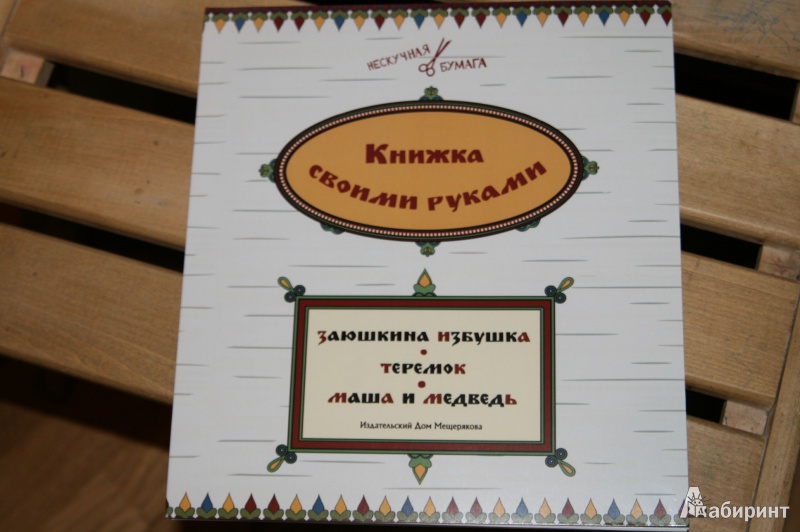 НЕСКУЧНАЯ БУМАГА
Книжка
своими руками
Заюшкина избушка
•
теремок
•
Маша и медведь
Издательский Дом Мещерякова
Лабиринт